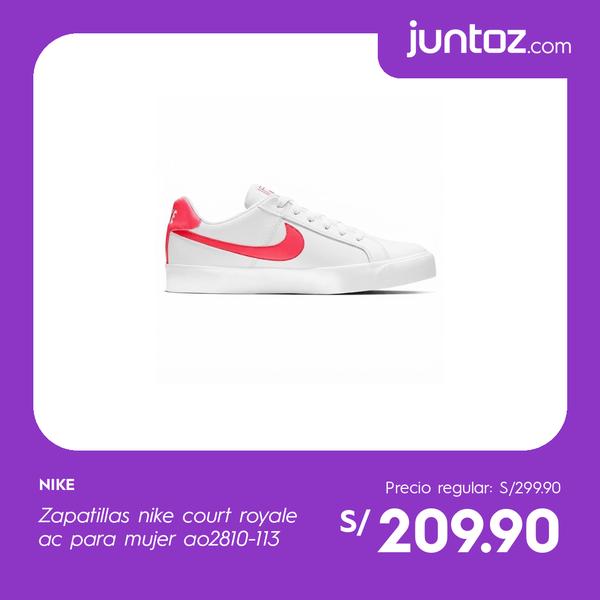 juntoz.com
NIKE
Zapatillas nike court royale
ac para mujer ao2810-113
Precio regular: S/299.90
S/ 209.90